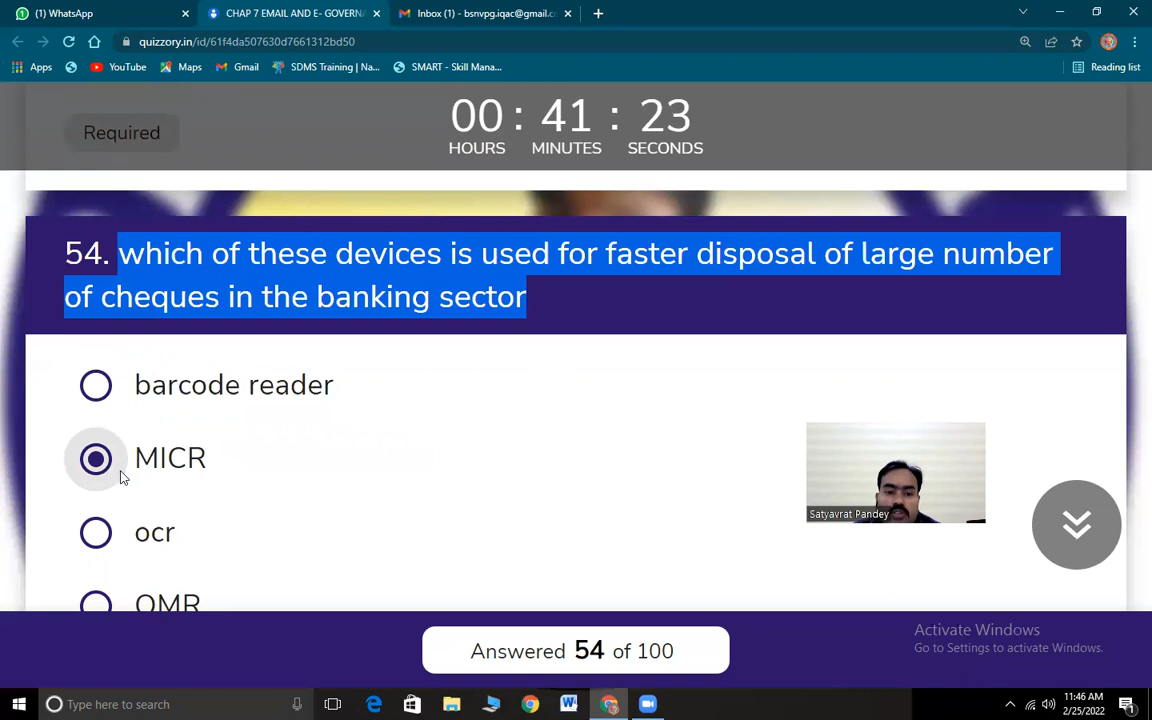 (1) WhatsApp
CHAP 7 EMAIL AND E- GOVERNA
Inbox (1) - bsnvpg.iqac@gmail.c
quizzory.in/id/61f4da507630d7661312bd50
Apps
YouTube
Maps
Gmail
SDMS Training | Na...
SMART - Skill Mana...
Reading list
Required
00 : 41 : 23
HOURS MINUTES SECONDS
54. which of these devices is used for faster disposal of large number
of cheques in the banking sector
barcode reader
MICR
ocr
OMR
Satyavrat Pandey
Answered 54 of 100
Activate Windows
Go to Settings to activate Windows.
Type here to search
11:46 AM
2/25/2022